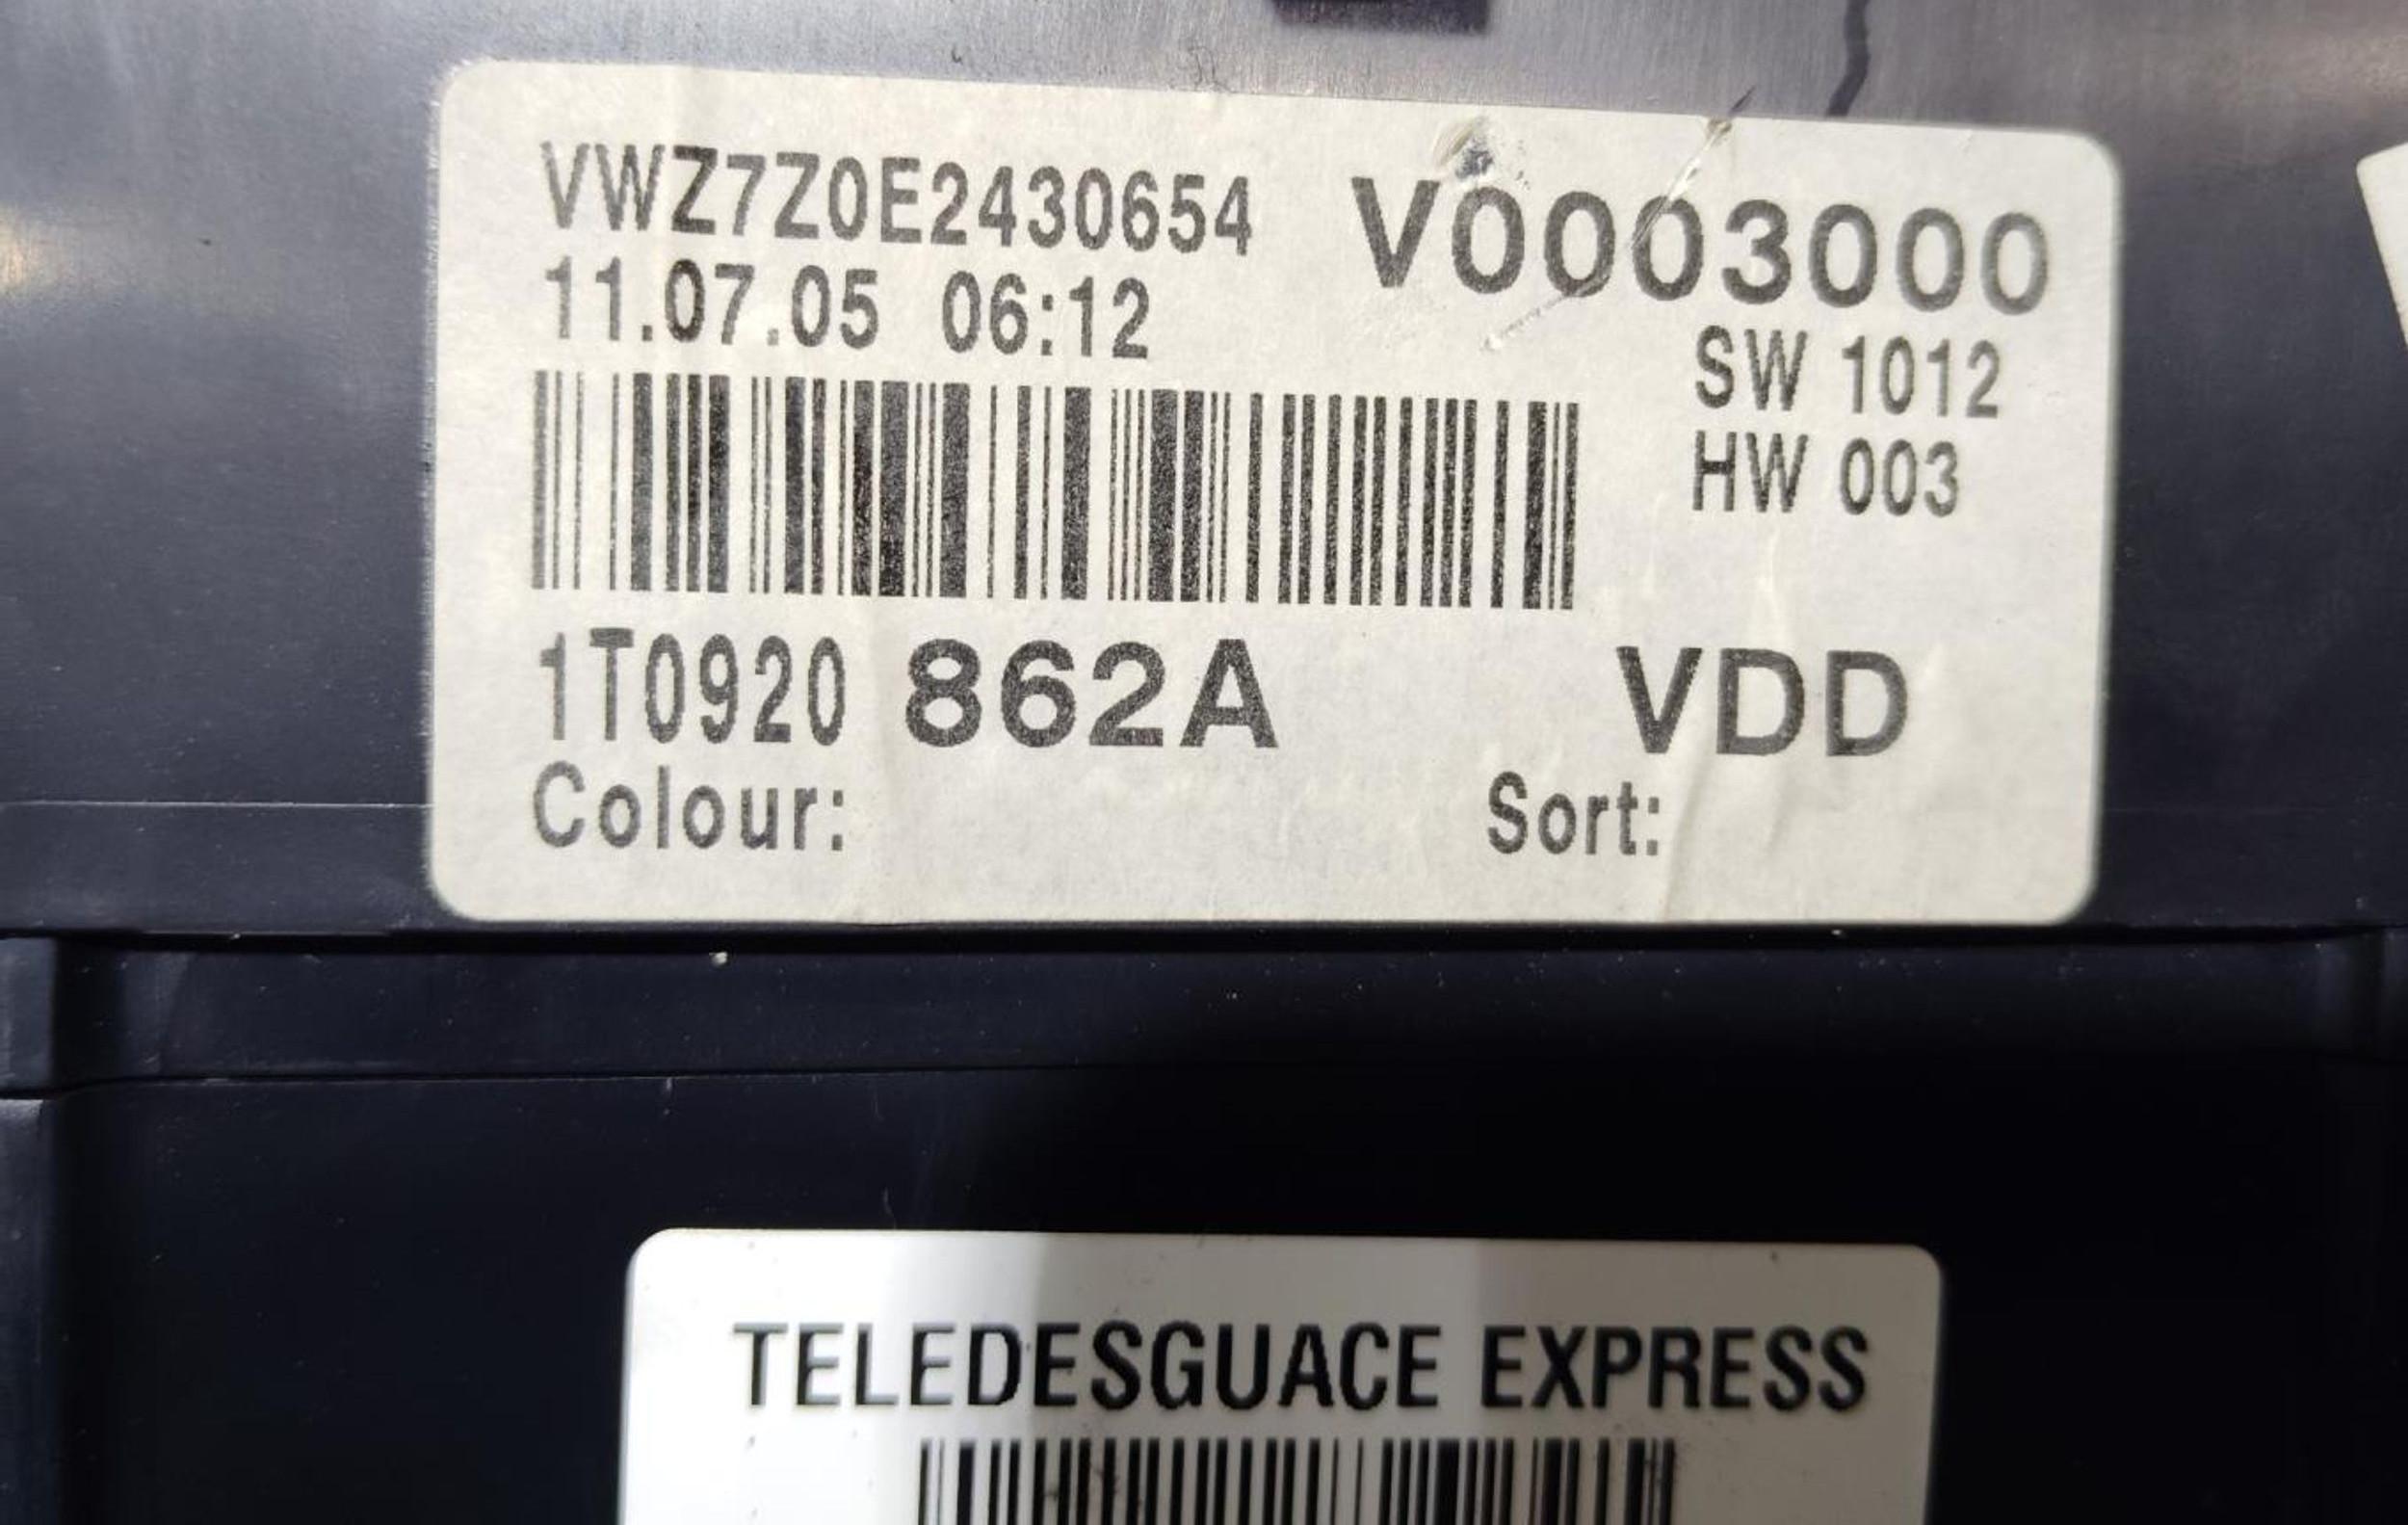 VWZ7Z0E2430654 V0003000
11.07.05 06:12
SW 1012
HW 003
1T0920 862A VDD
Colour: Sort:
TELEDESGUACE EXPRESS